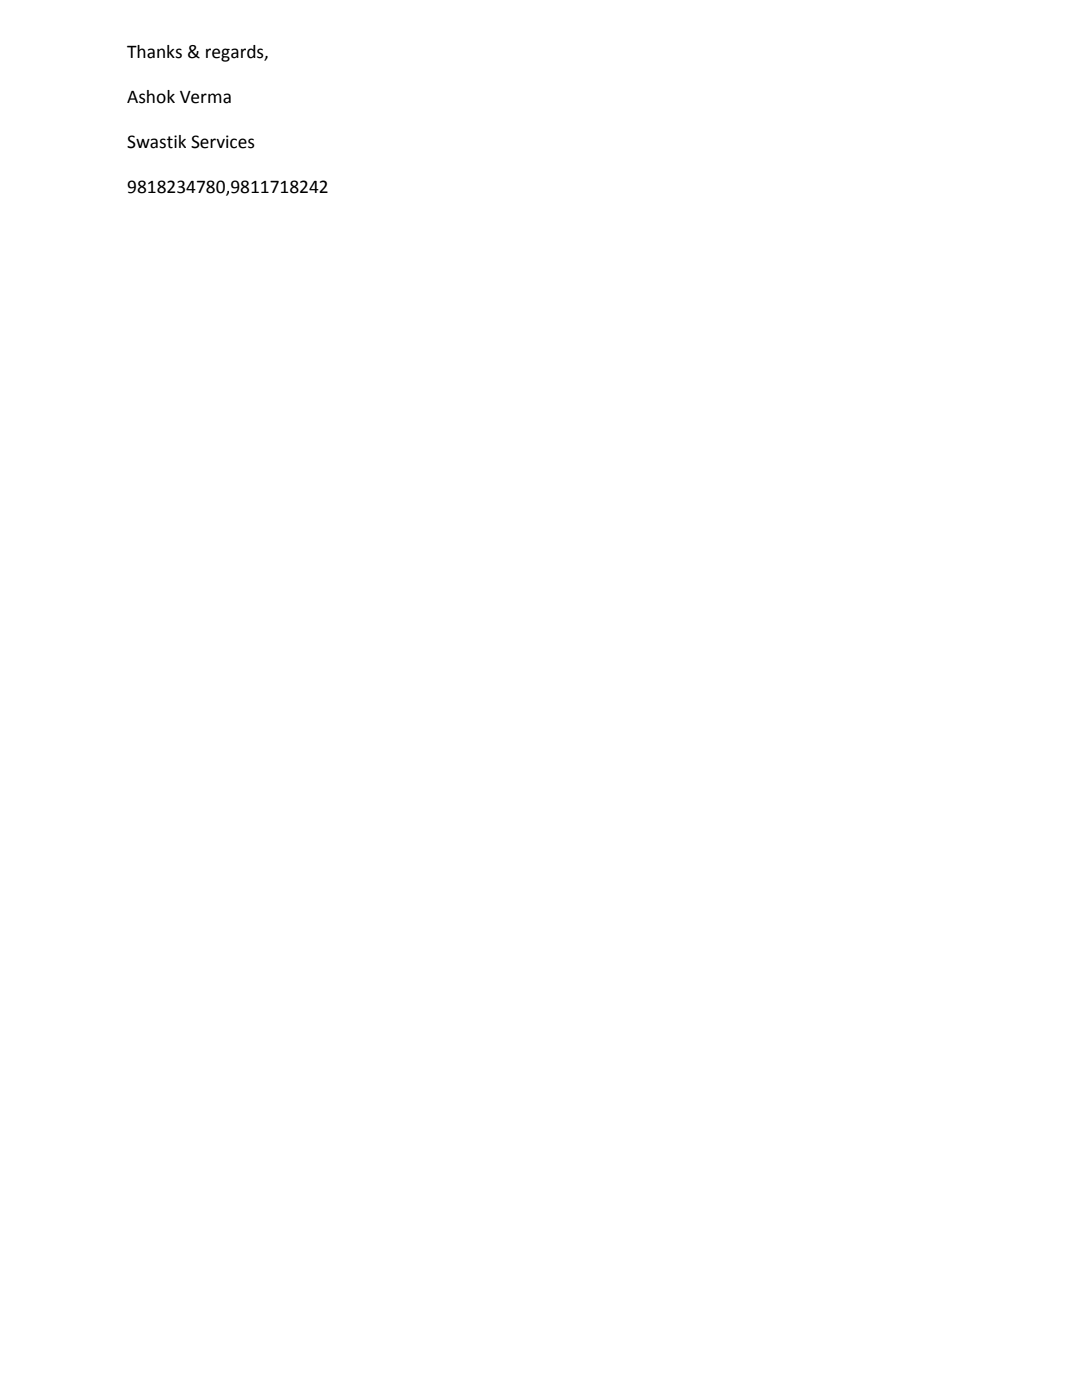 Thanks & regards,
Ashok Verma
Swastik Services
9818234780,9811718242